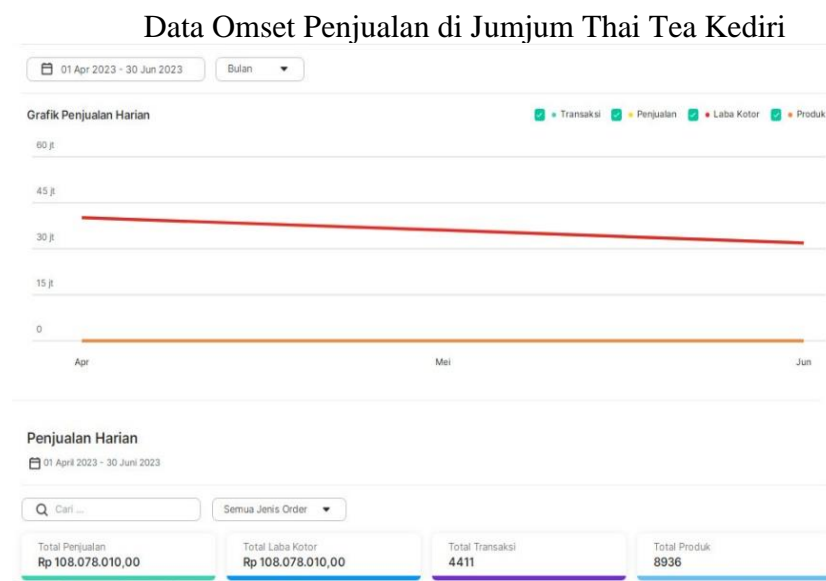 Data Omset Penjualan di Jumjum Thai Tea Kediri
01 Apr 2023 - 30 Jun 2023 Bulan
Grafik Penjualan Harian Transaksi Penjualan Laba Kotor Produk
60 jt
45 jt
30 jt
15 jt
0
Apr Mei Jun
Penjualan Harian
01 April 2023 - 30 Juni 2023
Cari ... Semua Jenis Order
Total Penjualan Total Laba Kotor Total Transaksi Total Produk
Rp 108.078.010,00 Rp 108.078.010,00 4411 8936